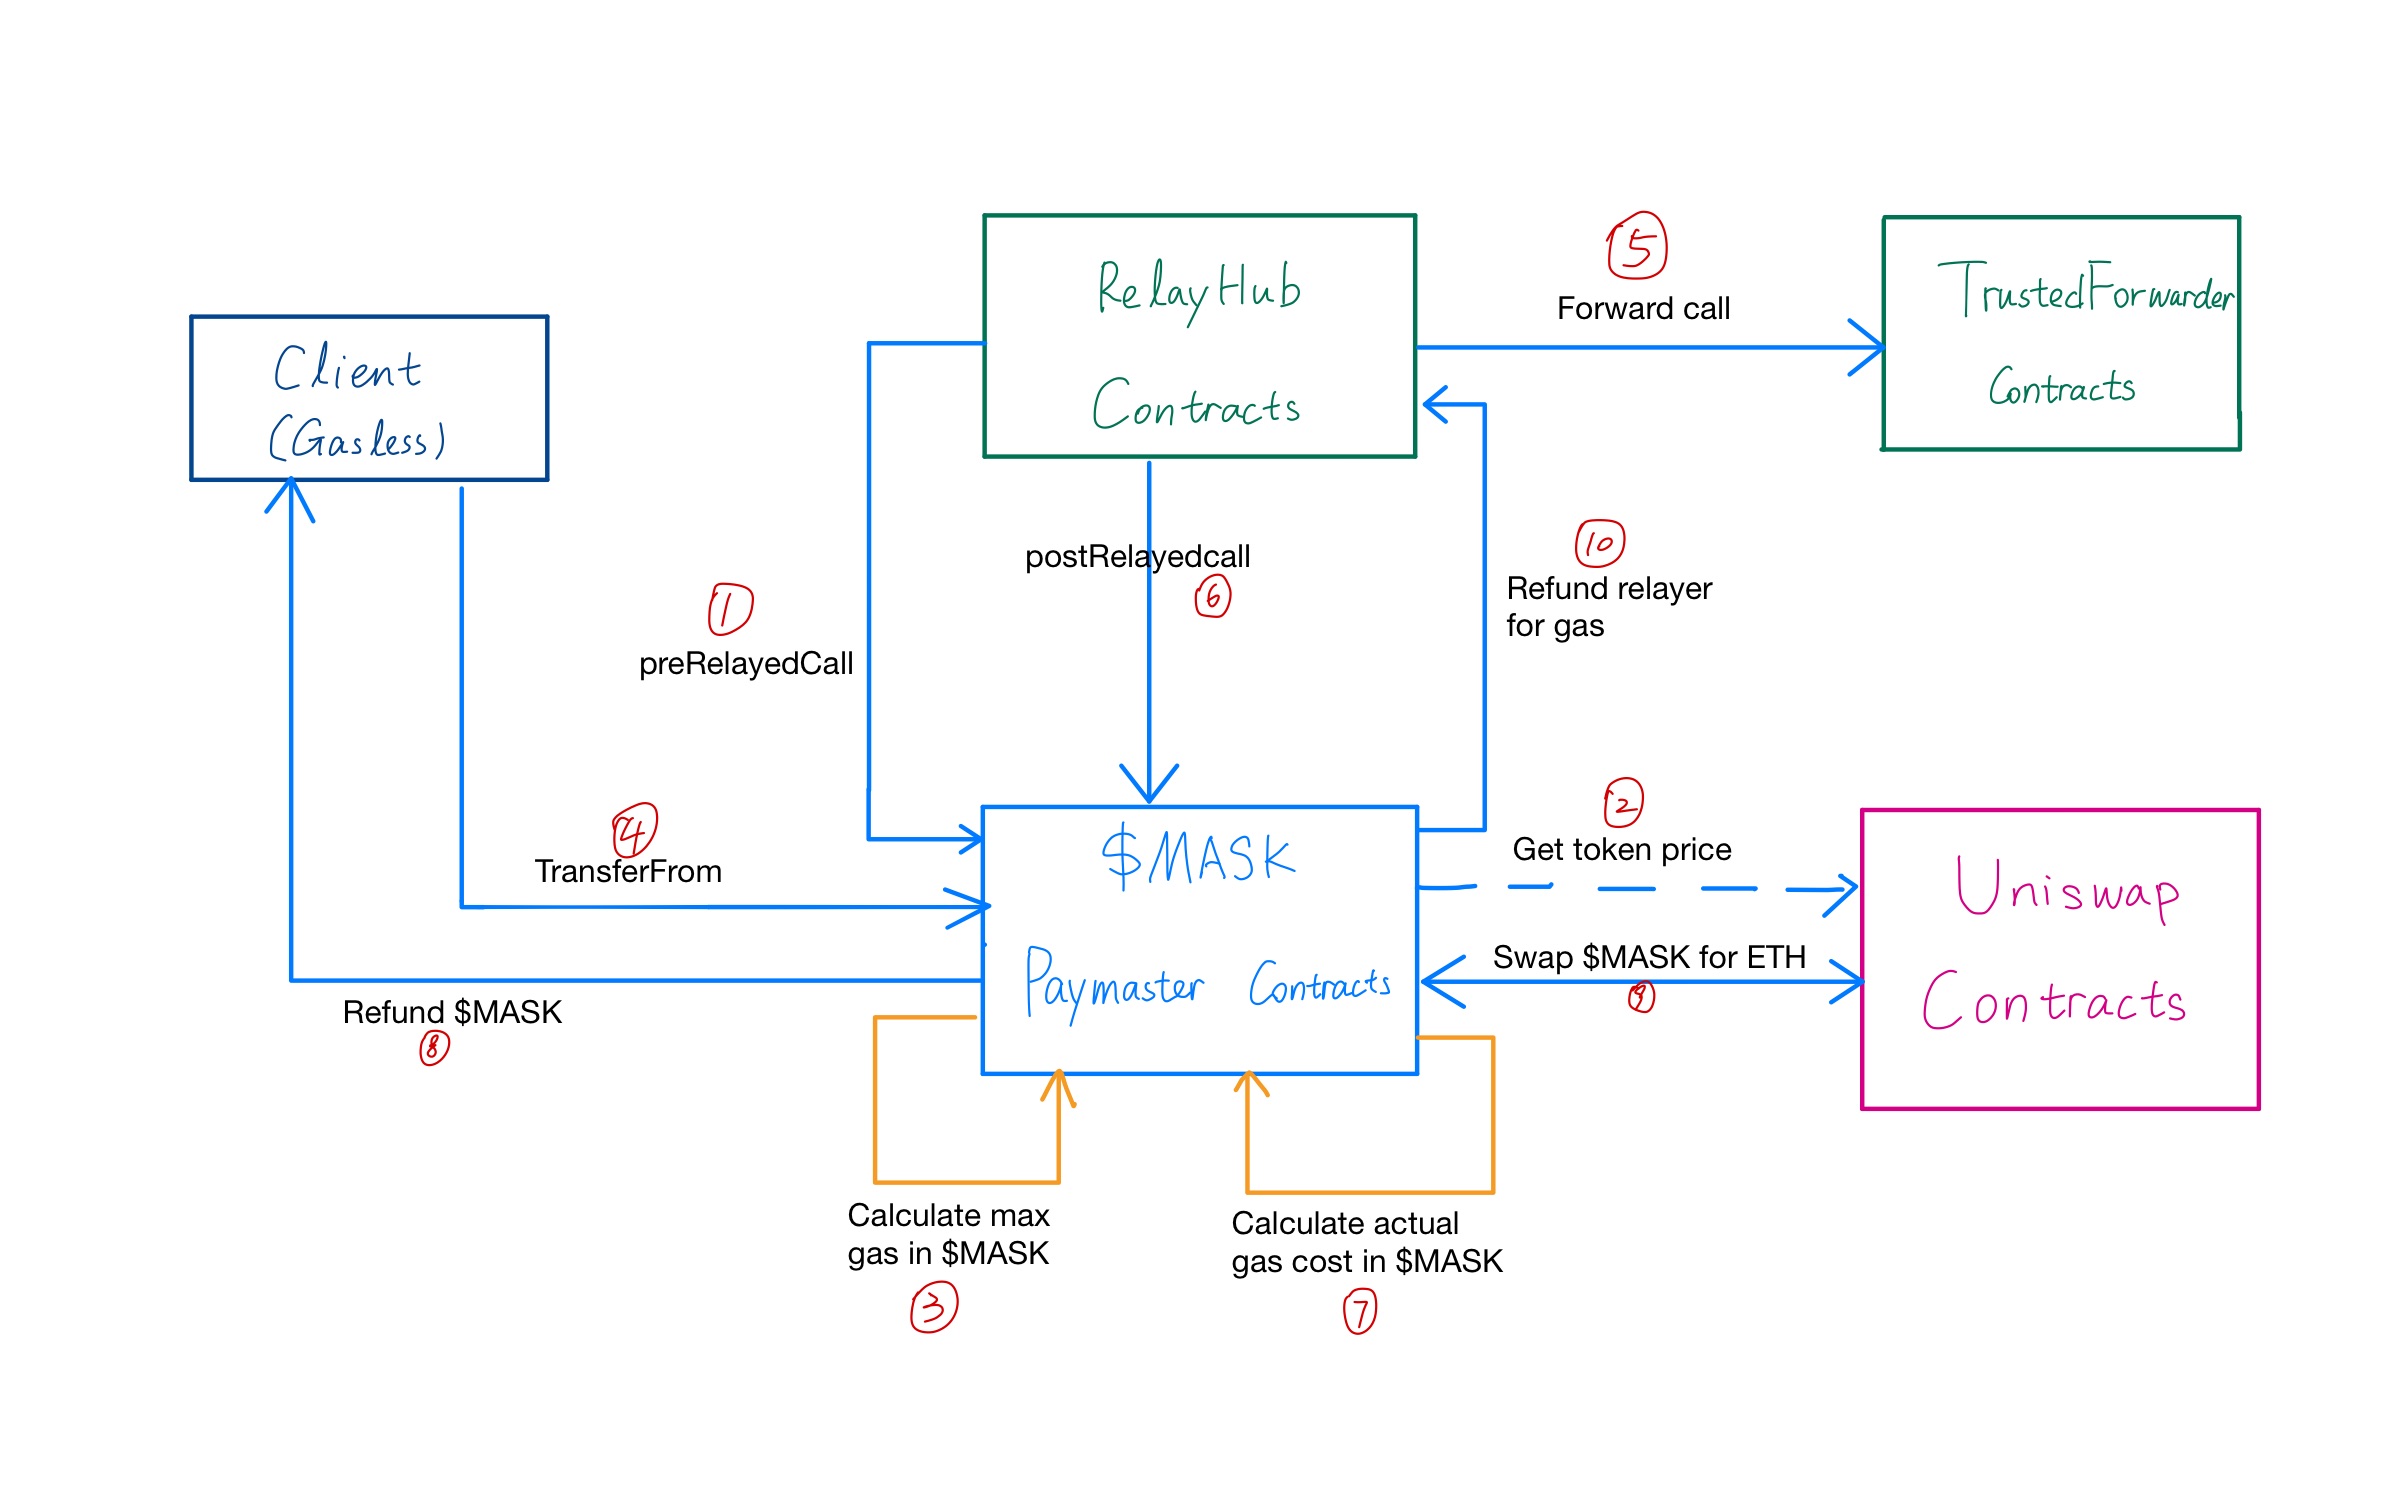 RelayHub
Contracts
5
Forward call
TrustedForwarder
Contracts
Client
(Gasless)
postRelayedcall
6
10
Refund relayer
for gas
1
preRelayedCall
4
TransferFrom
2
Get token price
$MASK
Paymaster Contracts
Uniswap
Contracts
Swap $MASK for ETH
9
Refund $MASK
8
Calculate max
gas in $MASK
3
Calculate actual
gas cost in $MASK
7